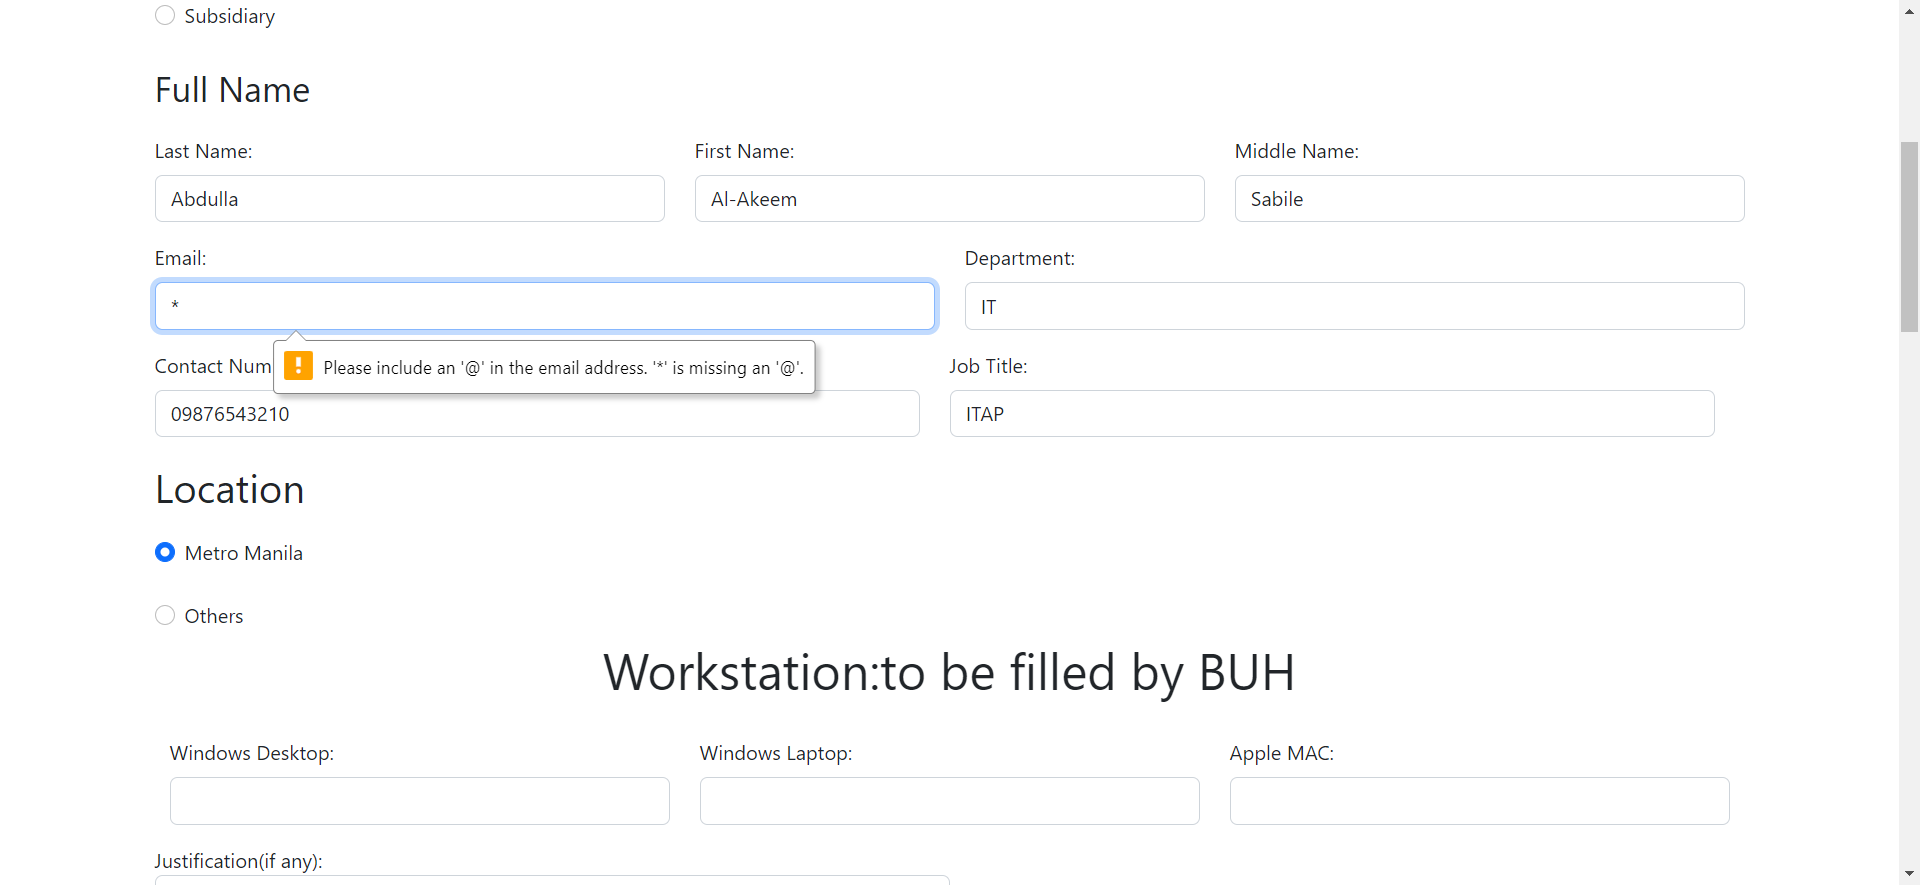 Subsidiary
Full Name
Last Name:
First Name:
Middle Name:
Abdulla
Al-Akeem
Sabile
Email:
Department:
*
IT
Please include an '@' in the email address. '*' is missing an '@'.
Contact Num
Job Title:
09876543210
ITAP
Location
Metro Manila
Others
Workstation:to be filled by BUH
Windows Desktop:
Windows Laptop:
Apple MAC:
Justification(if any):